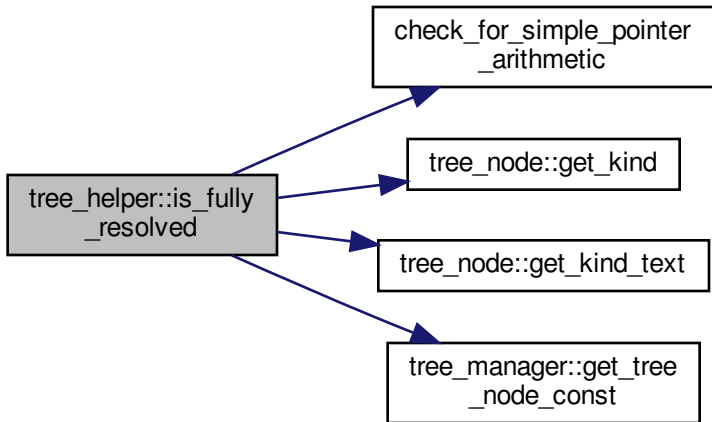 check_for_simple_pointer
_arithmetic
tree_node::get_kind
tree_helper::is_fully
_resolved
tree_node::get_kind_text
tree_manager::get_tree
_node_const